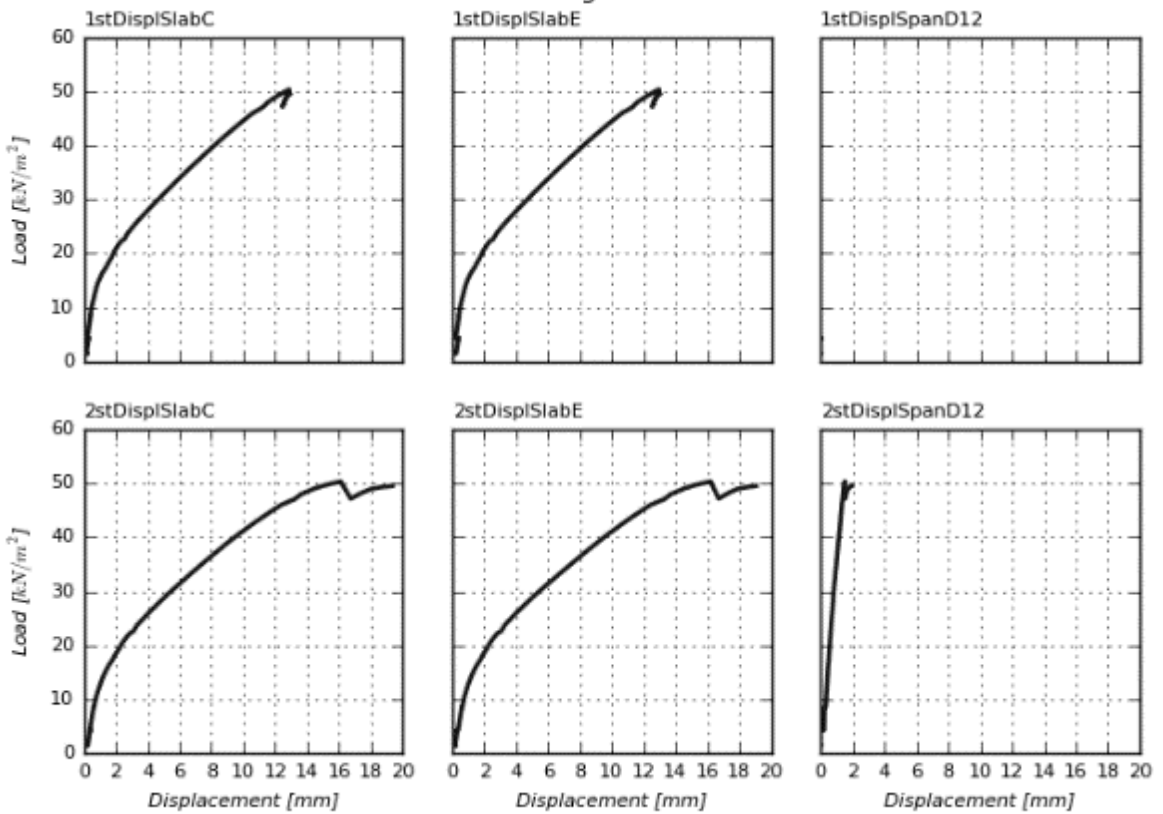 1stDisplSlabC 1stDisplSlabE 1stDisplSpanD12
60
50
40
30
20
10
0
Load [kN/m²]
2stDisplSlabC 2stDisplSlabE 2stDisplSpanD12
60
50
40
30
20
10
0
Load [kN/m²]
0 2 4 6 8 10 12 14 16 18 20 0 2 4 6 8 10 12 14 16 18 20 0 2 4 6 8 10 12 14 16 18 20
Displacement [mm] Displacement [mm] Displacement [mm]